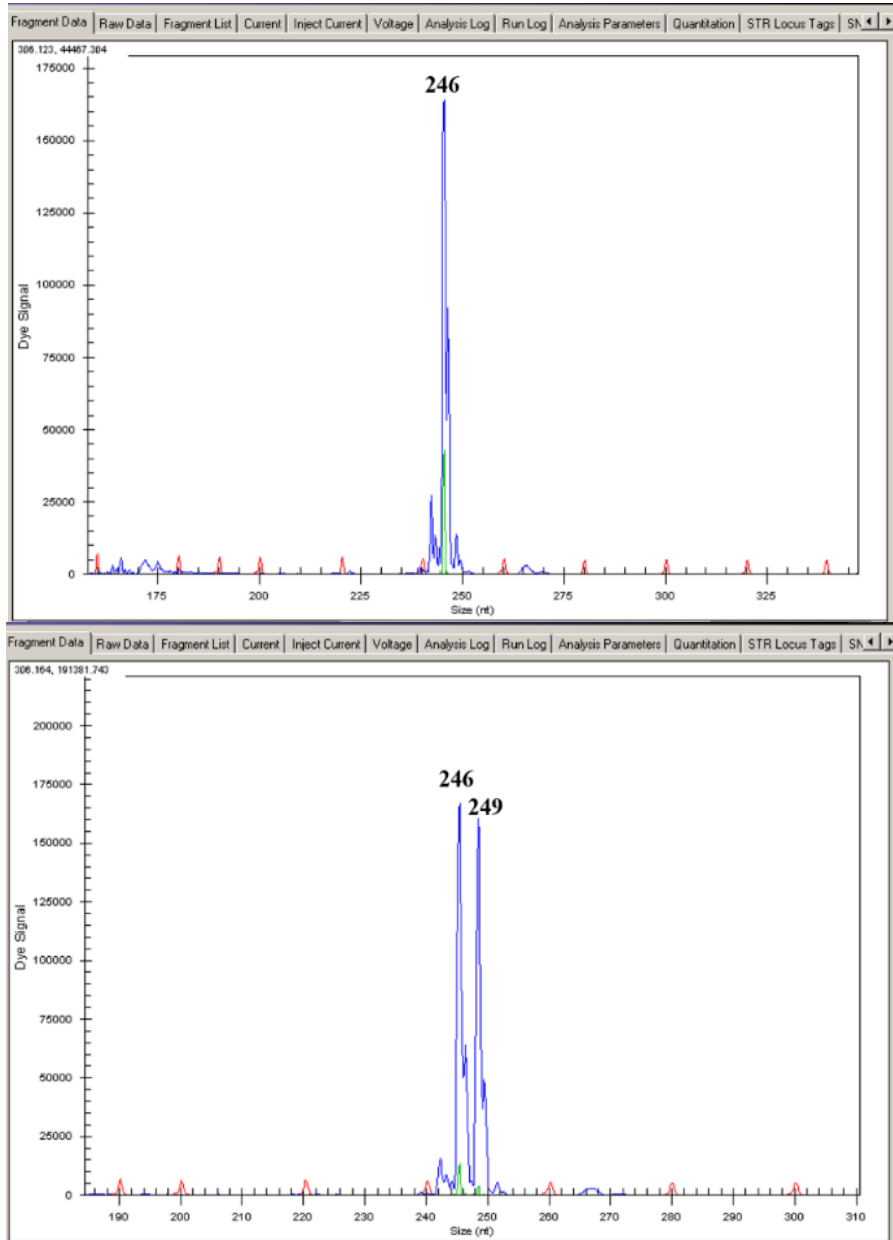 Fragment Data Raw Data Fragment List Current Inject Current Voltage Analysis Log Run Log Analysis Parameters Quantitation STR Locus Tags SN
306.123, 44467.304
246
175000
150000
125000
100000
75000
50000
25000
0
Dye Signal
175 200 225 250 275 300 325
Size (nt)
Fragment Data Raw Data Fragment List Current Inject Current Voltage Analysis Log Run Log Analysis Parameters Quantitation STR Locus Tags SN
306.164, 191381.743
246
249
200000
175000
150000
125000
100000
75000
50000
25000
0
Dye Signal
190 200 210 220 230 240 250 260 270 280 290 300 310
Size (nt)